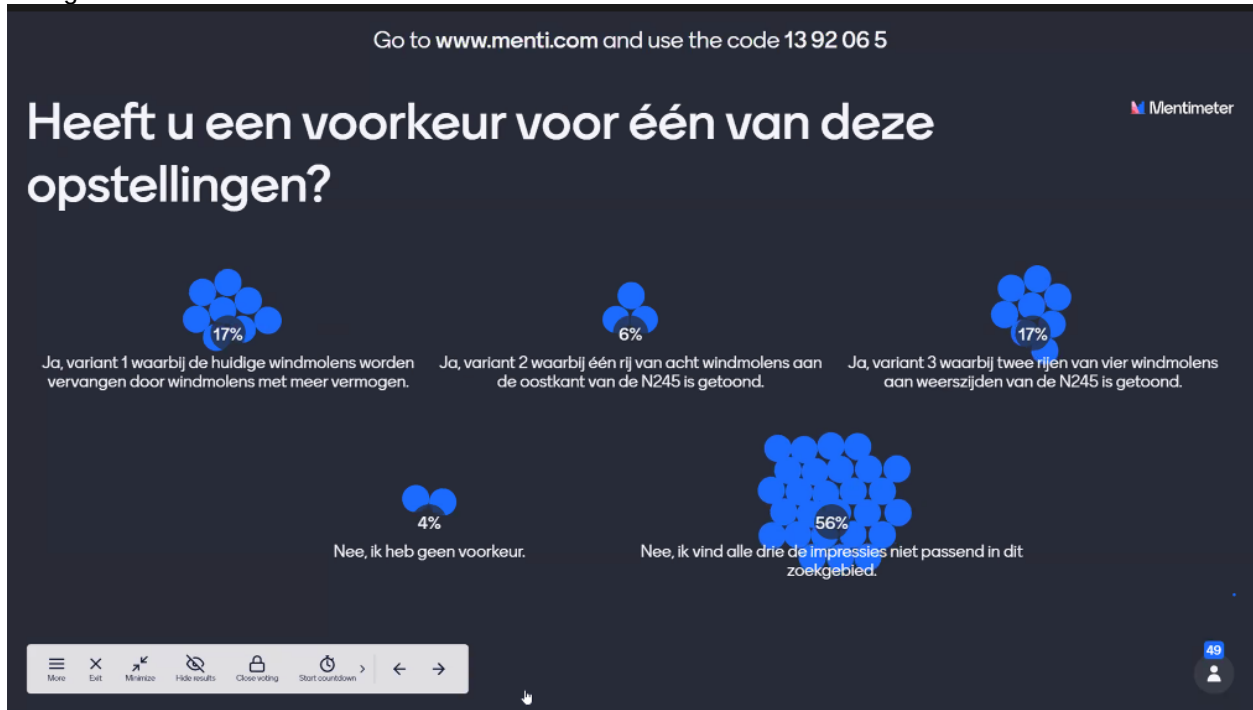 Go to www.menti.com and use the code 13 92 06 5
Heeft u een voorkeur voor één van deze
opstellingen?
Mentimeter
17%
Ja, variant 1 waarbij de huidige windmolens worden
vervangen door windmolens met meer vermogen.
6%
Ja, variant 2 waarbij één rij van acht windmolens aan
de oostkant van de N245 is getoond.
17%
Ja, variant 3 waarbij twee rijen van vier windmolens
aan weerszijden van de N245 is getoond.
4%
Nee, ik heb geen voorkeur.
56%
Nee, ik vind alle drie de impressies niet passend in dit
zoekgebied.
More Exit Minimize Hide results Close voting Start countdown
49